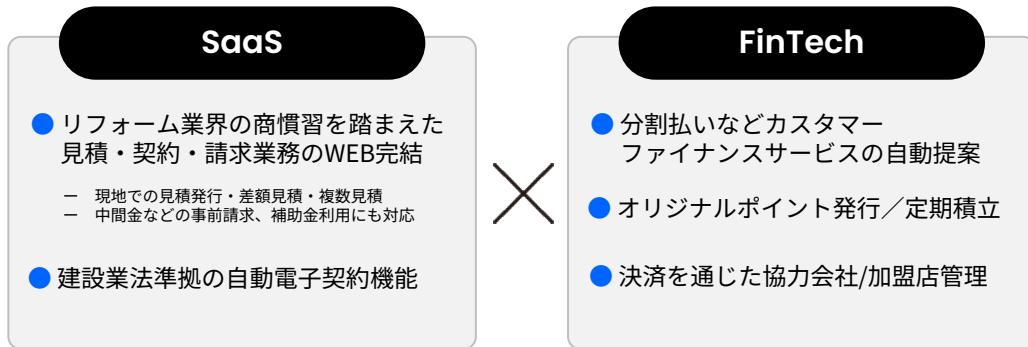 SaaS
● リフォーム業界の商慣習を踏まえた
見積・契約・請求業務のWEB完結
ー 現地での見積発行・差額見積・複数見積
ー 中間金などの事前請求、補助金利用にも対応
● 建設業法準拠の自動電子契約機能
×
FinTech
● 分割払いなどカスタマー
ファイナンスサービスの自動提案
● オリジナルポイント発行／定期積立
● 決済を通じた協力会社/加盟店管理